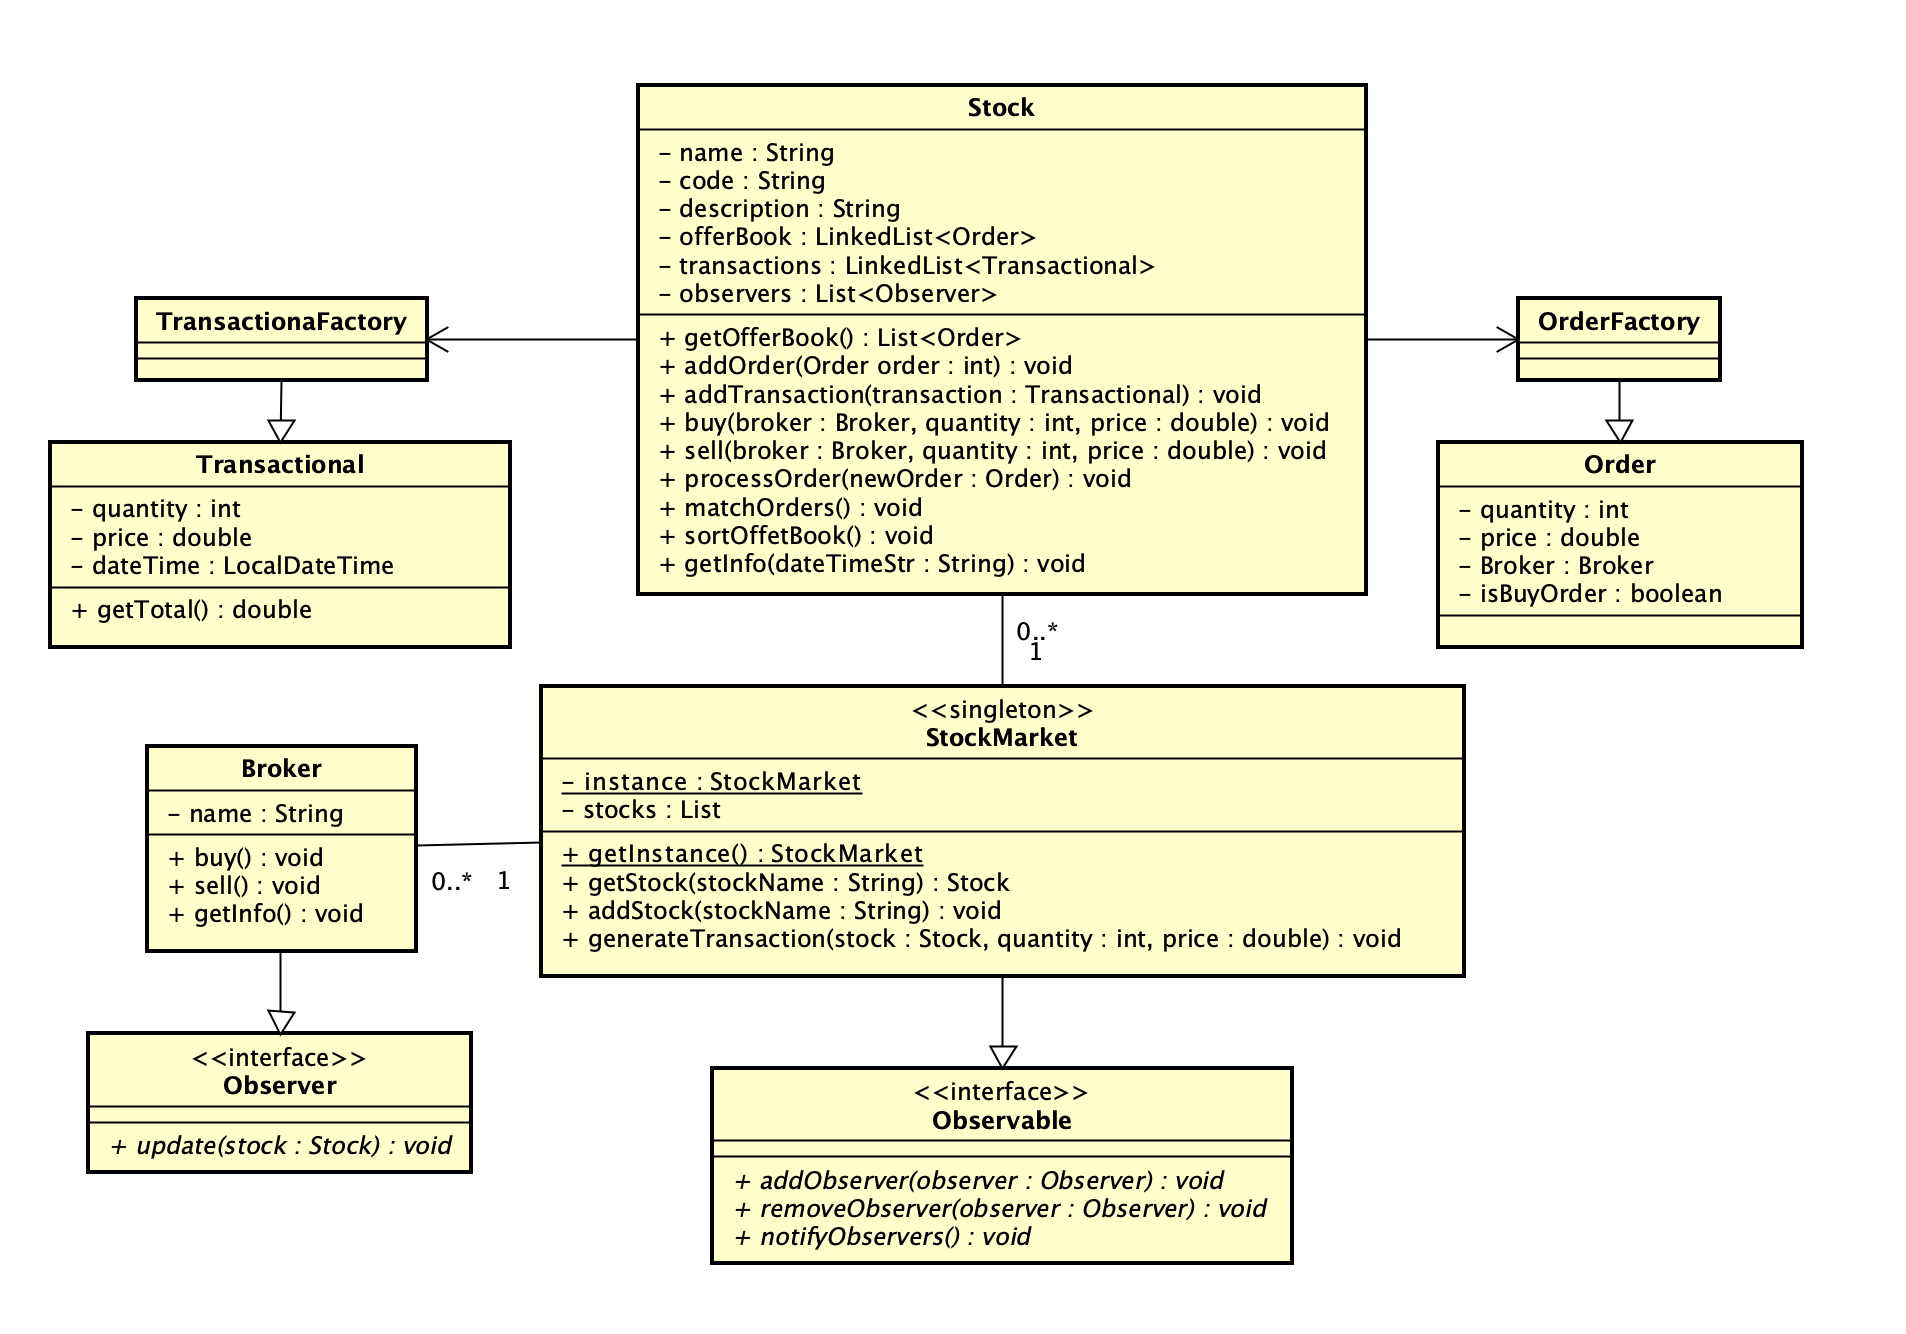 Stock
– name : String
– code : String
– description : String
– offerBook : LinkedList<Order>
– transactions : LinkedList<Transactional>
– observers : List<Observer>
+ getOfferBook() : List<Order>
+ addOrder(Order order : int) : void
+ addTransaction(transaction : Transactional) : void
+ buy(broker : Broker, quantity : int, price : double) : void
+ sell(broker : Broker, quantity : int, price : double) : void
+ processOrder(newOrder : Order) : void
+ matchOrders() : void
+ sortOffetBook() : void
+ getInfo(dateTimeStr : String) : void
TransactionaFactory
OrderFactory
Transactional
– quantity : int
– price : double
– dateTime : LocalDateTime
+ getTotal() : double
Order
– quantity : int
– price : double
– Broker : Broker
– isBuyOrder : boolean
0..*
1
<<singleton>>
StockMarket
– instance : StockMarket
– stocks : List
+ getInstance() : StockMarket
+ getStock(stockName : String) : Stock
+ addStock(stockName : String) : void
+ generateTransaction(stock : Stock, quantity : int, price : double) : void
Broker
– name : String
+ buy() : void
+ sell() : void
+ getInfo() : void
0..* 1
<<interface>>
Observer
+ update(stock : Stock) : void
<<interface>>
Observable
+ addObserver(observer : Observer) : void
+ removeObserver(observer : Observer) : void
+ notifyObservers() : void